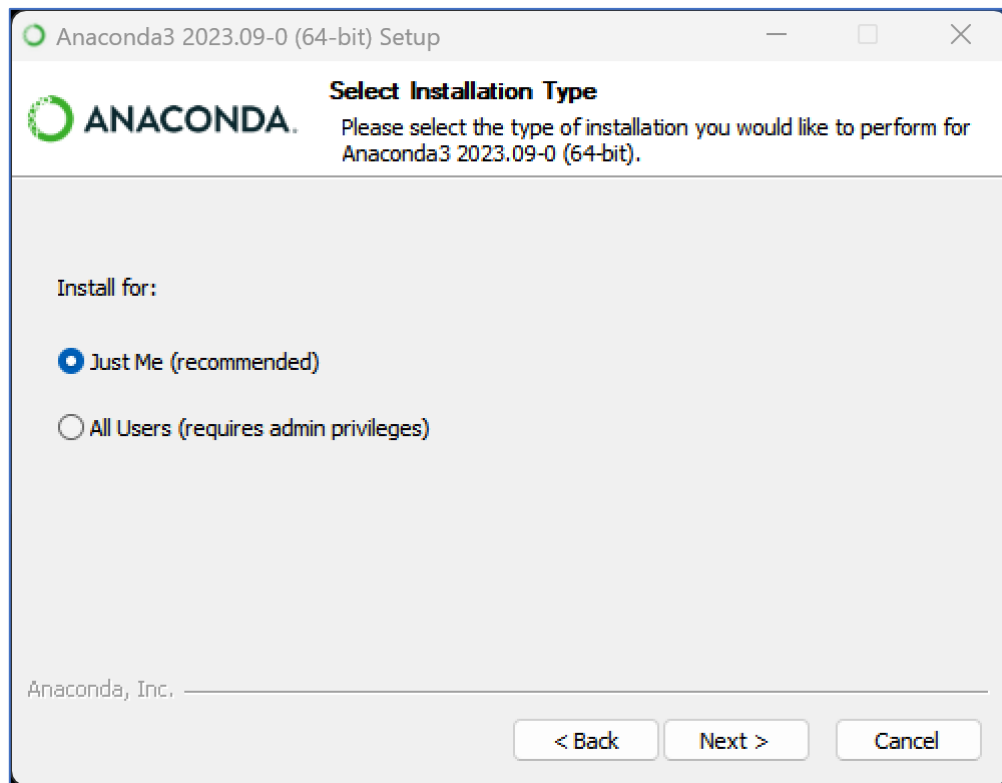 Anaconda3 2023.09-0 (64-bit) Setup
ANACONDA.
Select Installation Type
Please select the type of installation you would like to perform for
Anaconda3 2023.09-0 (64-bit).
Install for:
Just Me (recommended)
All Users (requires admin privileges)
Anaconda, Inc.
< Back
Next >
Cancel